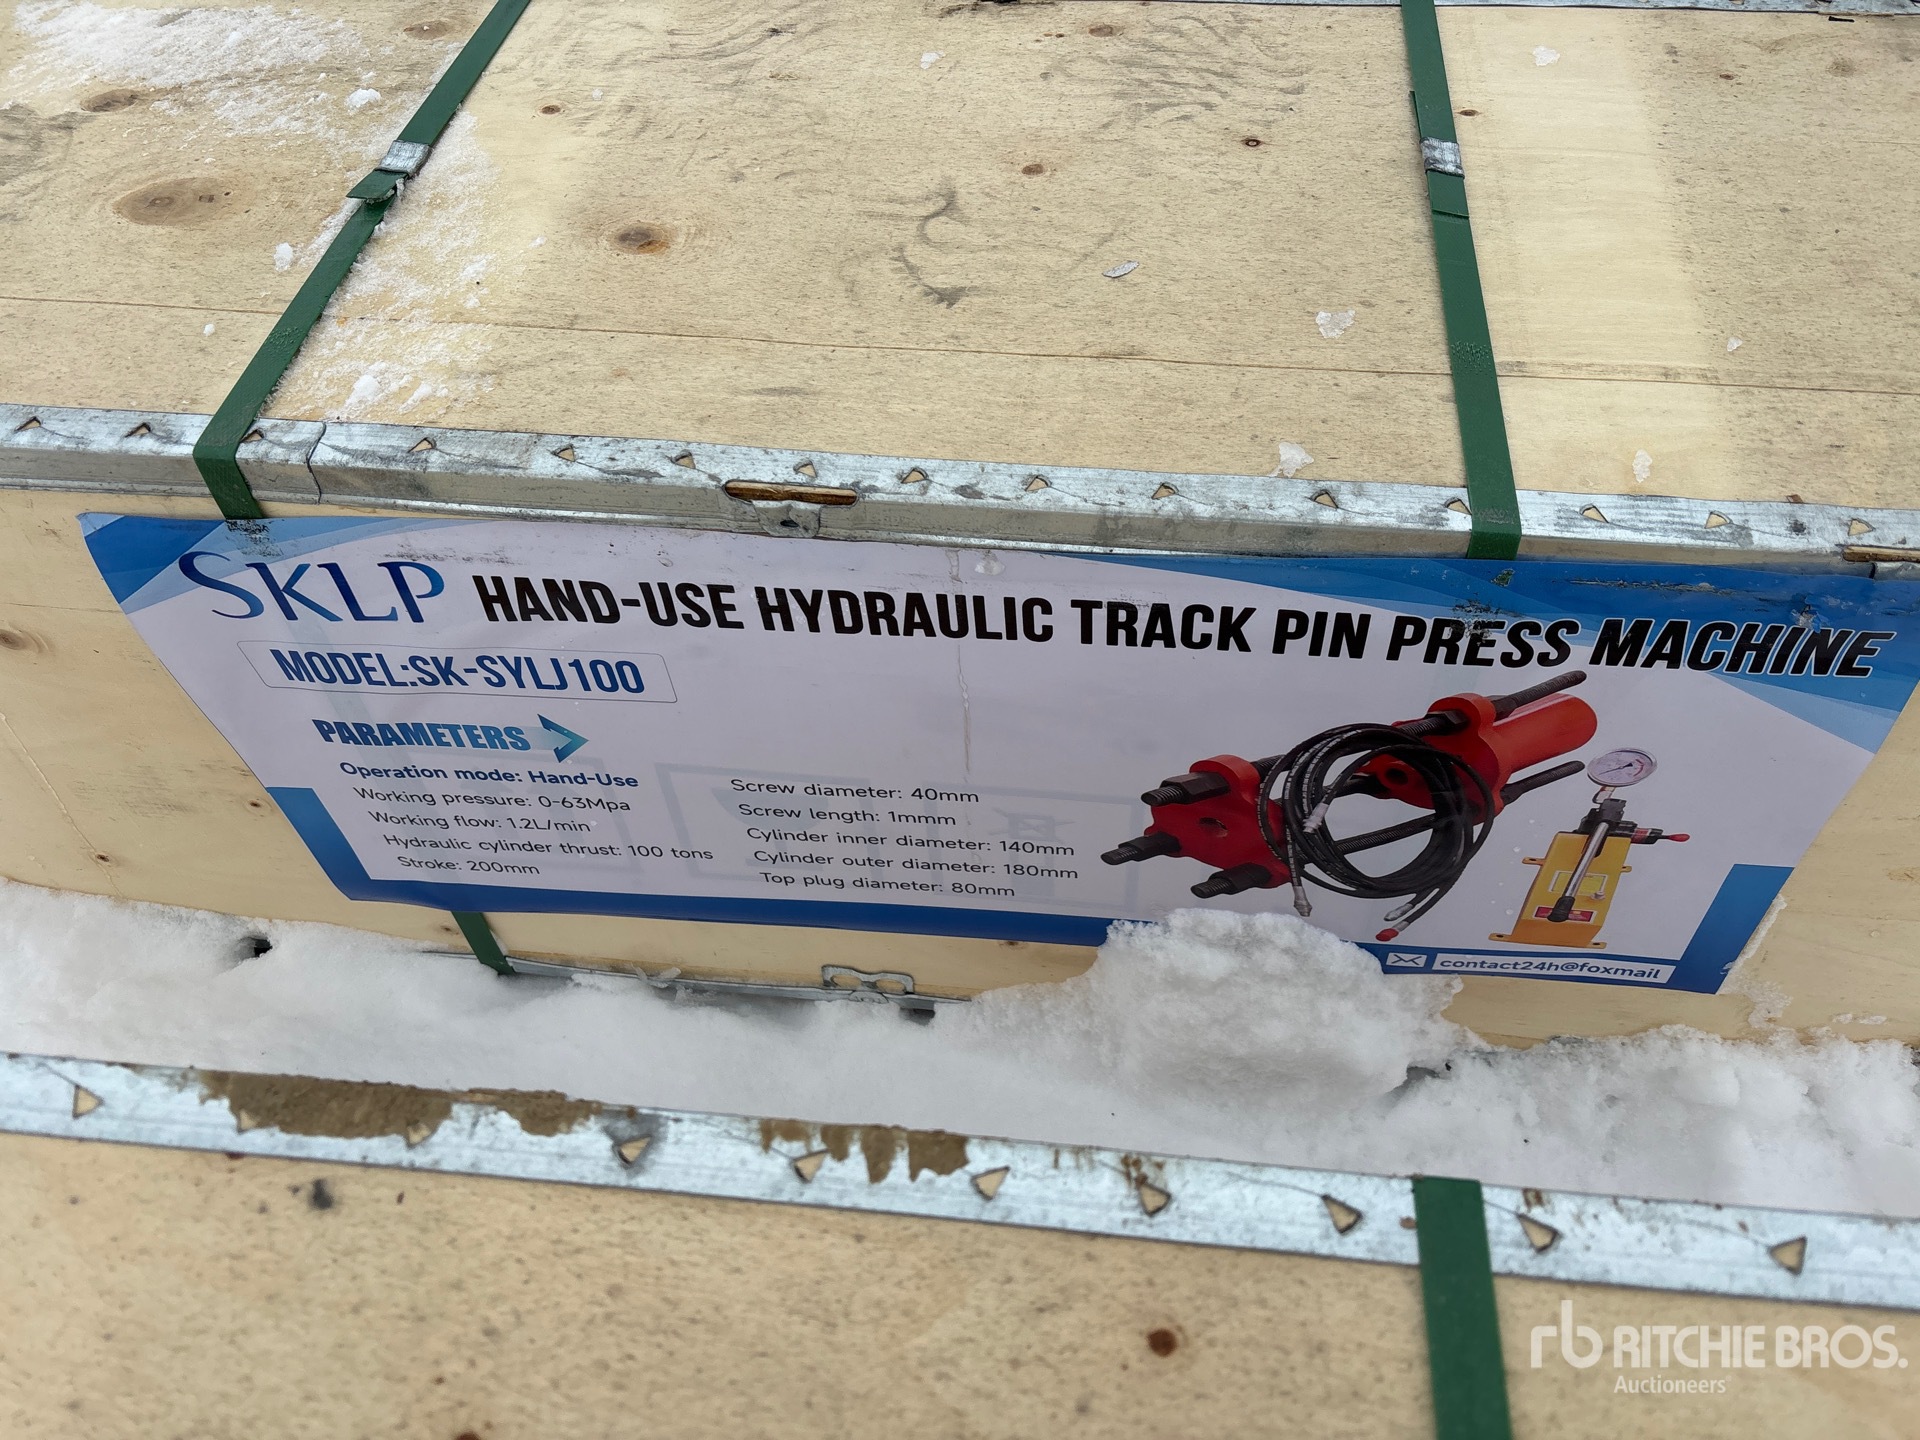 SKLP HAND-USE HYDRAULIC TRACK PIN PRESS MACHINE
MODEL:SK-SYLJ100
PARAMETERS
Operation mode: Hand-Use
Working pressure: 0-63Mpa
Working flow: 1.2L/min
Hydraulic cylinder thrust: 100 tons
Stroke: 200mm
Screw diameter: 40mm
Screw length: 1mmm
Cylinder inner diameter: 140mm
Cylinder outer diameter: 180mm
Top plug diameter: 80mm
contact24h@foxmail
rb RITCHIE BROS.
Auctioneers